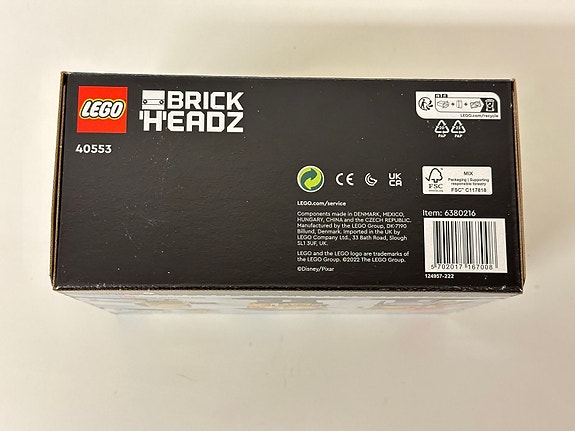 LEGO
BRICK
'H'EADZ
40553
LEGO.com/recycle
PAP
PAP
CE
UK
CA
FSC
MIX
Packaging | Supporting
responsible forestry
FSC™ C117818
LEGO.com/service
Components made in DENMARK, MEXICO,
HUNGARY, CHINA and the CZECH REPUBLIC.
Manufactured by the LEGO Group, DK-7190
Billund, Denmark. Imported in the UK by
LEGO Company Ltd., 33 Bath Road, Slough
SL1 3UF, UK.
LEGO and the LEGO logo are trademarks of
the LEGO Group. ©2022 The LEGO Group.
©Disney/Pixar
Item: 6380216
5 702017 167008
124957-222